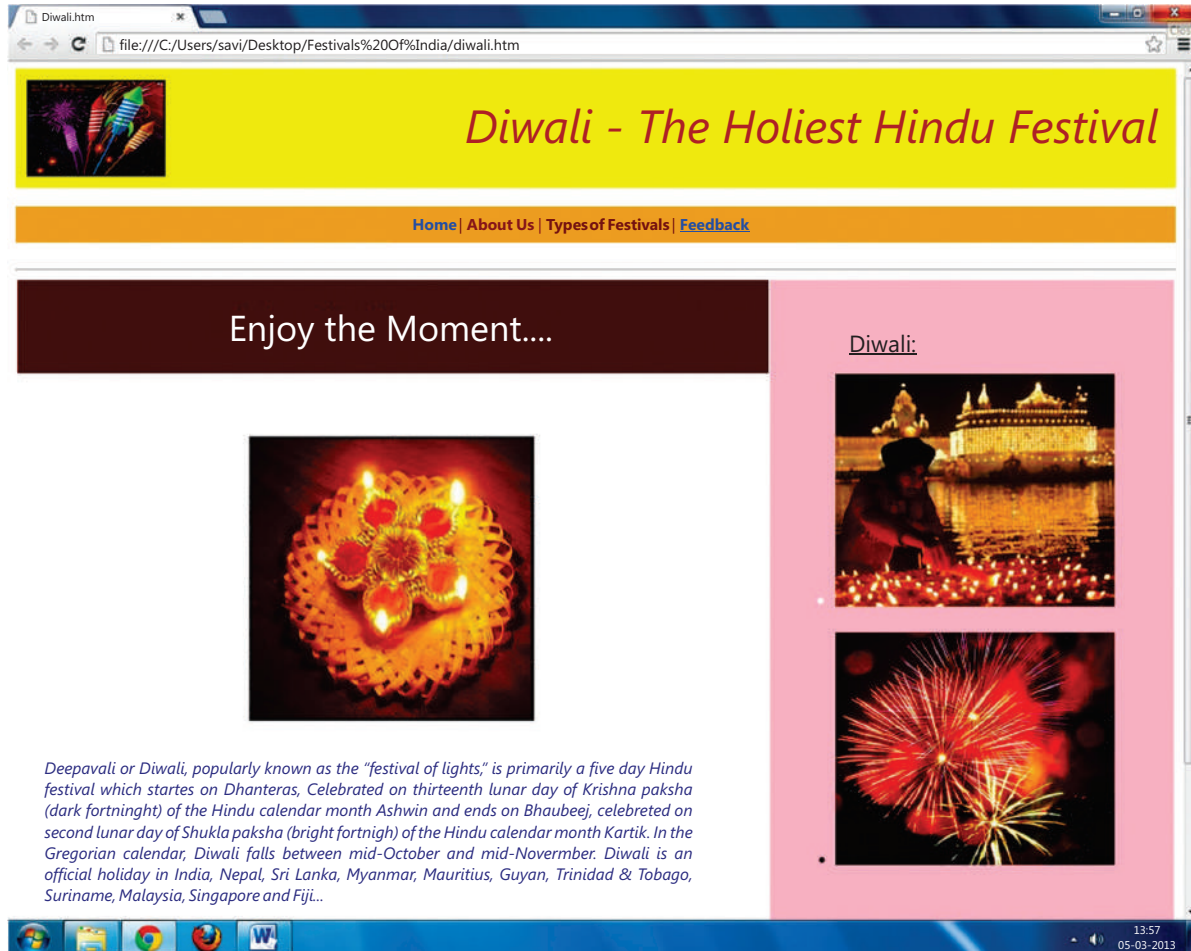 Diwali.htm
Clos
file:///C:/Users/savi/Desktop/Festivals%20Of%India/diwali.htm
Diwali - The Holiest Hindu Festival
Home | About Us | Types of Festivals | Feedback
Enjoy the Moment....
Diwali:
Deepavali or Diwali, popularly known as the “festival of lights,” is primarily a five day Hindu
festival which startes on Dhanteras, Celebrated on thirteenth lunar day of Krishna paksha
(dark fortninght) of the Hindu calendar month Ashwin and ends on Bhaubeej, celebreted on
second lunar day of Shukla paksha (bright fortnigh) of the Hindu calendar month Kartik. In the
Gregorian calendar, Diwali falls between mid-October and mid-Novermber. Diwali is an
official holiday in India, Nepal, Sri Lanka, Myanmar, Mauritius, Guyan, Trinidad & Tobago,
Suriname, Malaysia, Singapore and Fiji...
W
13:57
05-03-2013